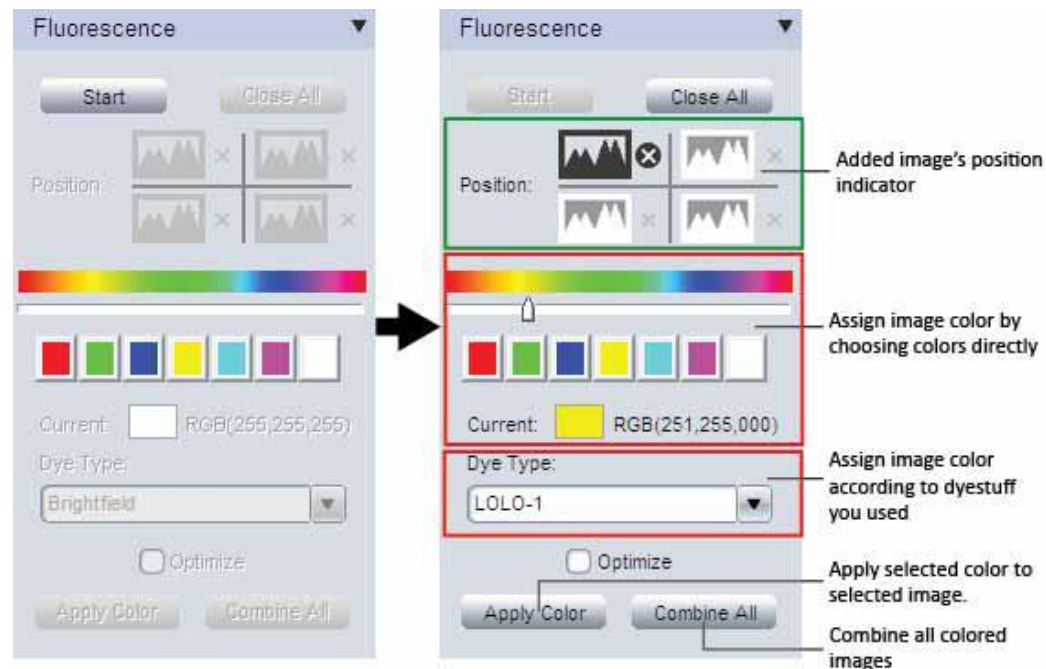 Fluorescence
Start Close All
Position:
Current: RGB(255,255,255)
Dye Type:
Brightfield
Optimize
Apply Color Combine All
Fluorescence
Start Close All
Position:
Current: RGB(251,255,000)
Dye Type:
LOLO-1
Optimize
Apply Color Combine All
Added image's position
indicator
Assign image color by
choosing colors directly
Assign image color
according to dyestuff
you used
Apply selected color to
selected image.
Combine all colored
images